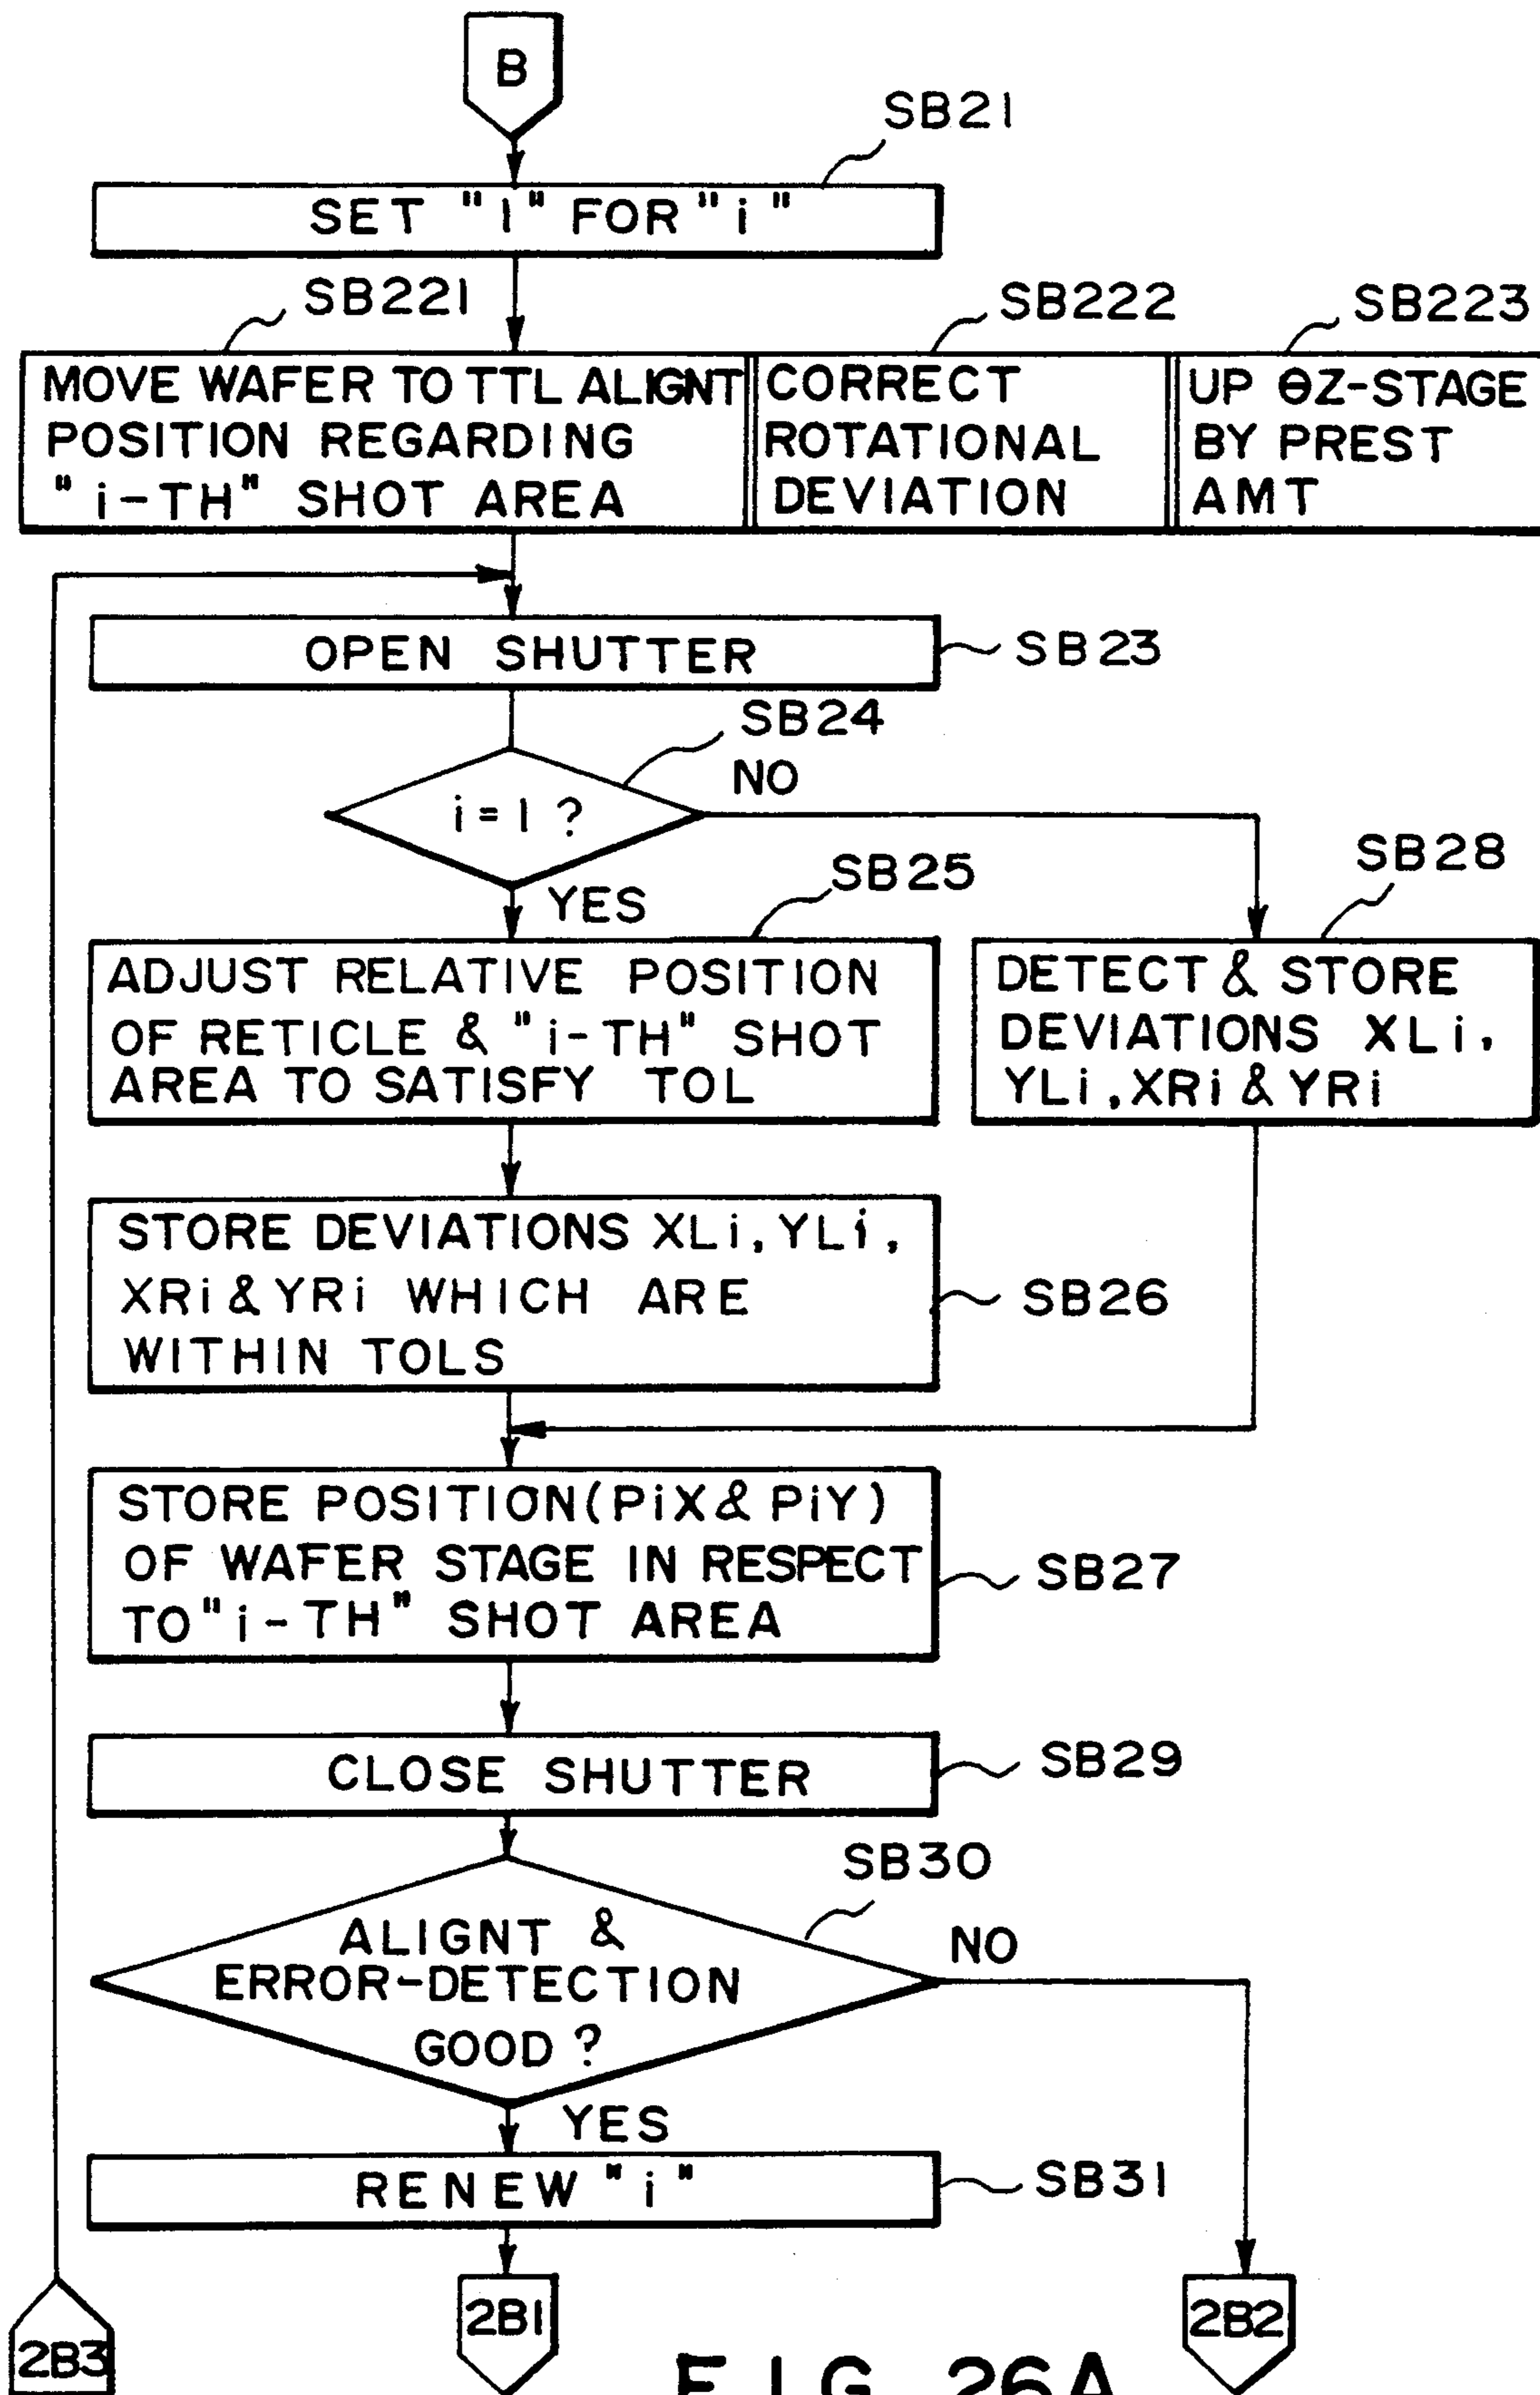 B
SB21
SET "1" FOR "i"
SB221
SB222
SB223
MOVE WAFER TO TTL ALIGNT
POSITION REGARDING
"i-TH" SHOT AREA
CORRECT
ROTATIONAL
DEVIATION
UP ΘZ-STAGE
BY PREST
AMT
OPEN SHUTTER
SB23
SB24
i=1?
NO
YES
SB25
SB28
ADJUST RELATIVE POSITION
OF RETICLE & "i-TH" SHOT
AREA TO SATISFY TOL
DETECT & STORE
DEVIATIONS XLi,
YLi, XRi & YRi
STORE DEVIATIONS XLi, YLi,
XRi & YRi WHICH ARE
WITHIN TOLS
SB26
STORE POSITION (PiX & PiY)
OF WAFER STAGE IN RESPECT
TO "i-TH" SHOT AREA
SB27
CLOSE SHUTTER
SB29
SB30
ALIGNT &
ERROR-DETECTION
GOOD ?
NO
YES
RENEW "i"
SB31
2B3
2B1
2B2
FIG. 26A